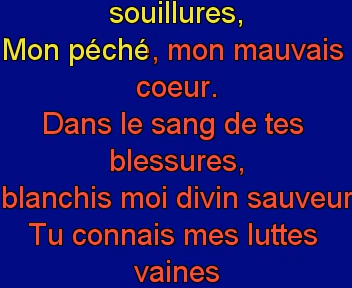 souillures,
Mon péché, mon mauvais
coeur.
Dans le sang de tes
blessures,
blanchis moi divin sauveur
Tu connais mes luttes
vaines